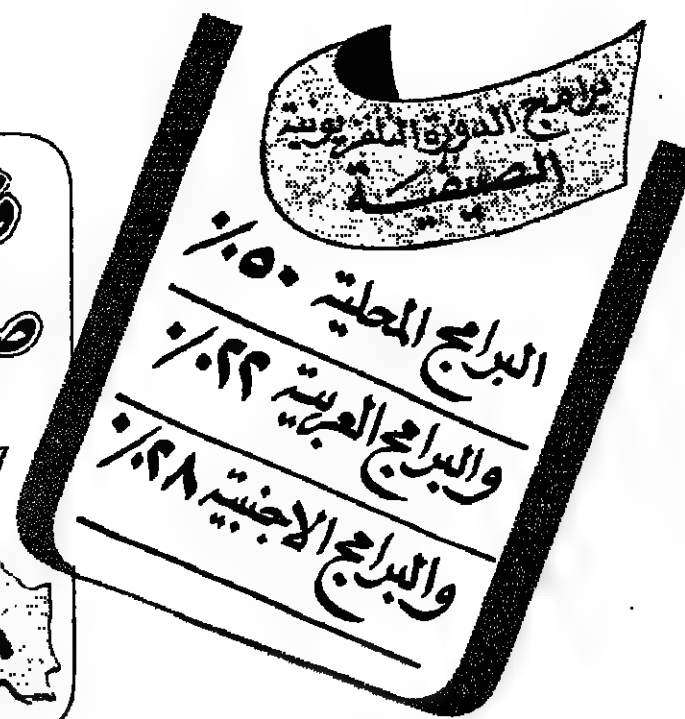 برامج الدورة التلفزيونية
الصيفية
البرامج المحلية ٥٠٪
والبرامج العربية ٢٢٪
والبرامج الاجنبية ٢٨٪